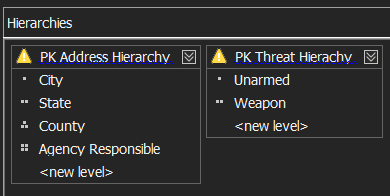 Hierarchies
PK Address Hierarchy
City
State
County
Agency Responsible
<new level>
PK Threat Hierachy
Unarmed
Weapon
<new level>